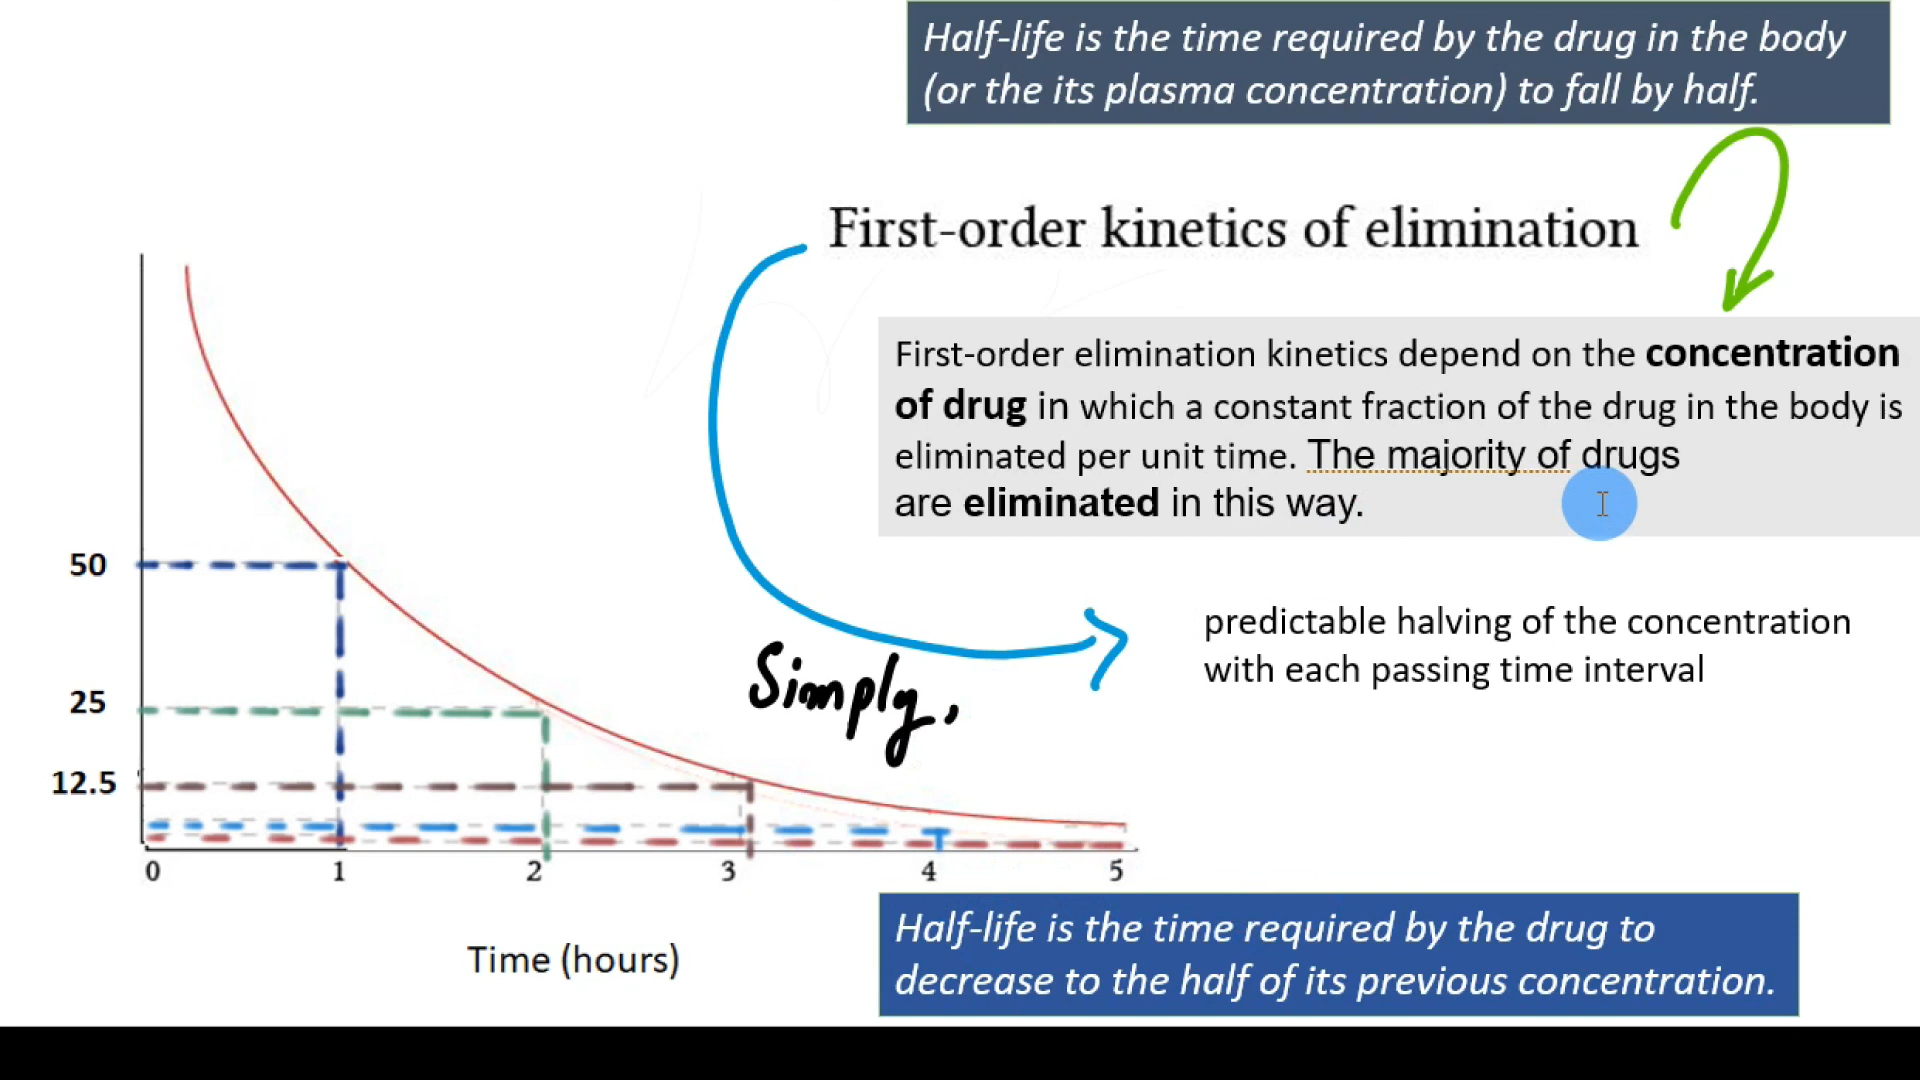 Half-life is the time required by the drug in the body
(or the its plasma concentration) to fall by half.
First-order kinetics of elimination
First-order elimination kinetics depend on the concentration
of drug in which a constant fraction of the drug in the body is
eliminated per unit time. The majority of drugs
are eliminated in this way.
predictable halving of the concentration
with each passing time interval
Simply,
50
25
12.5
0 1 2 3 4 5
Time (hours)
Half-life is the time required by the drug to
decrease to the half of its previous concentration.